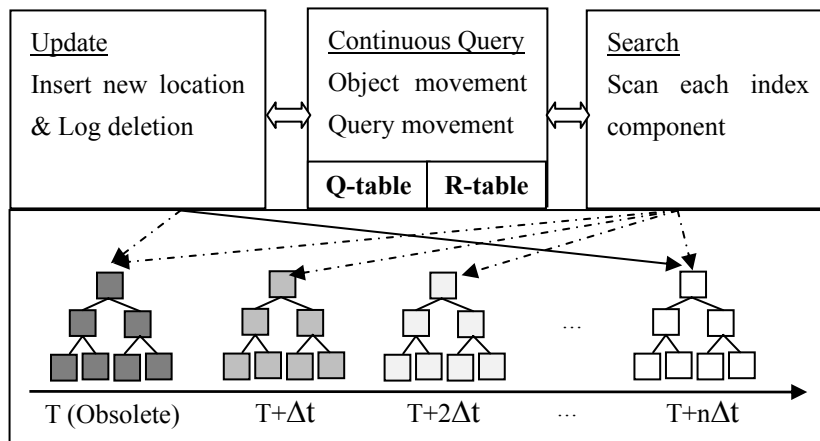 Update
Insert new location
& Log deletion
Continuous Query
Object movement
Query movement
Q-table R-table
Search
Scan each index
component
...
T (Obsolete) T+Δt T+2Δt ... T+nΔt